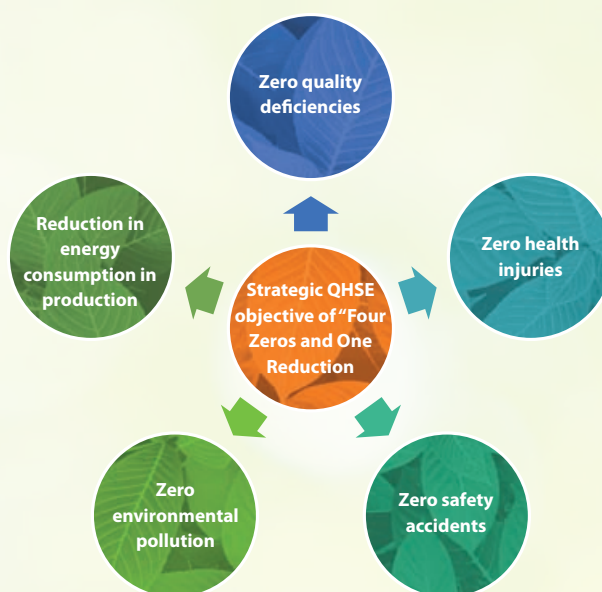 Zero quality
deficiencies
Reduction in
energy
consumption in
production
Zero health
injuries
Strategic QHSE
objective of “Four
Zeros and One
Reduction
Zero
environmental
pollution
Zero safety
accidents